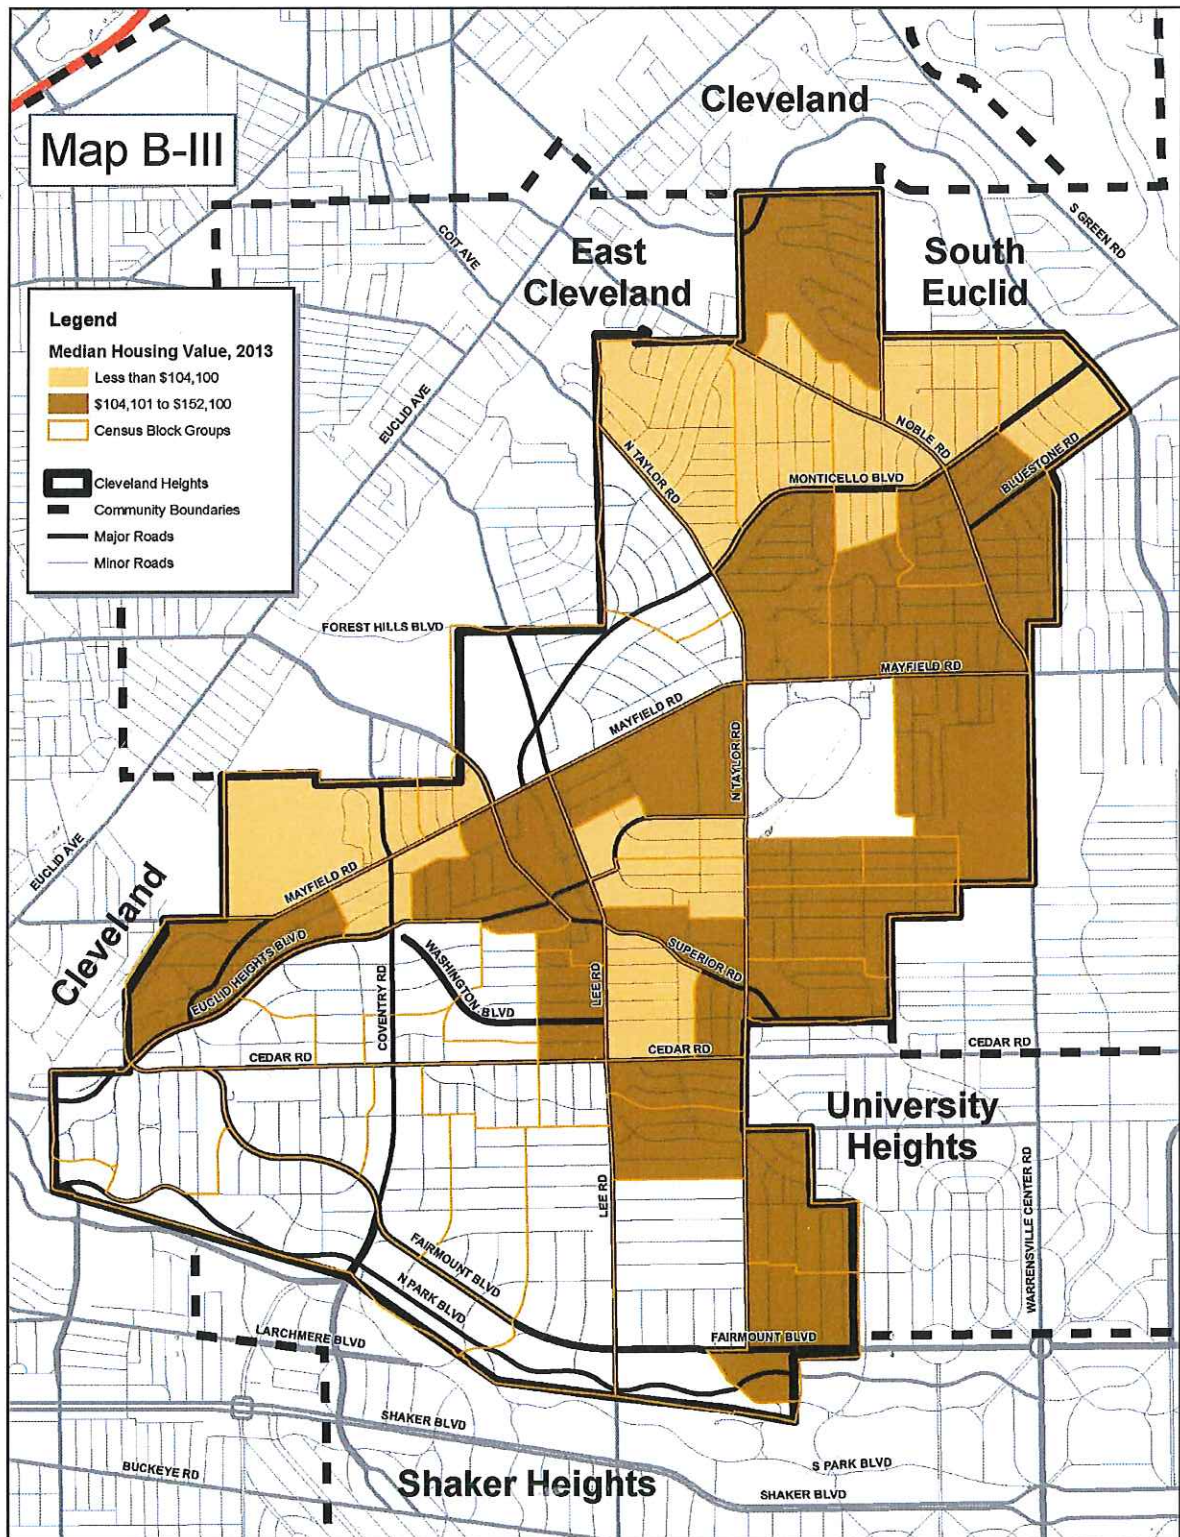 Cleveland
Map B-III
S GREEN RD
COIT AVE
East
Cleveland
South
Euclid
Legend
Median Housing Value, 2013
Less than $104,100
$104,101 to $152,100
Census Block Groups
Cleveland Heights
Community Boundaries
Major Roads
Minor Roads
EUCLID AVE
N TAYLOR RD
NOBLE RD
MONTICELLO BLVD
BLUESTONE RD
FOREST HILLS BLVD
MAYFIELD RD
MAYFIELD RD
N TAYLOR RD
EUCLID AVE
MAYFIELD RD
Cleveland
EUCLID HEIGHTS BLVD
COVENTRY RD
WASHINGTON BLVD
LEE RD
SUPERIOR RD
CEDAR RD
CEDAR RD
CEDAR RD
University
Heights
WARRENSVILLE CENTER RD
LEE RD
FAIRMOUNT BLVD
N PARK BLVD
LARCHMERE BLVD
FAIRMOUNT BLVD
SHAKER BLVD
BUCKEYE RD
Shaker Heights
S PARK BLVD
SHAKER BLVD